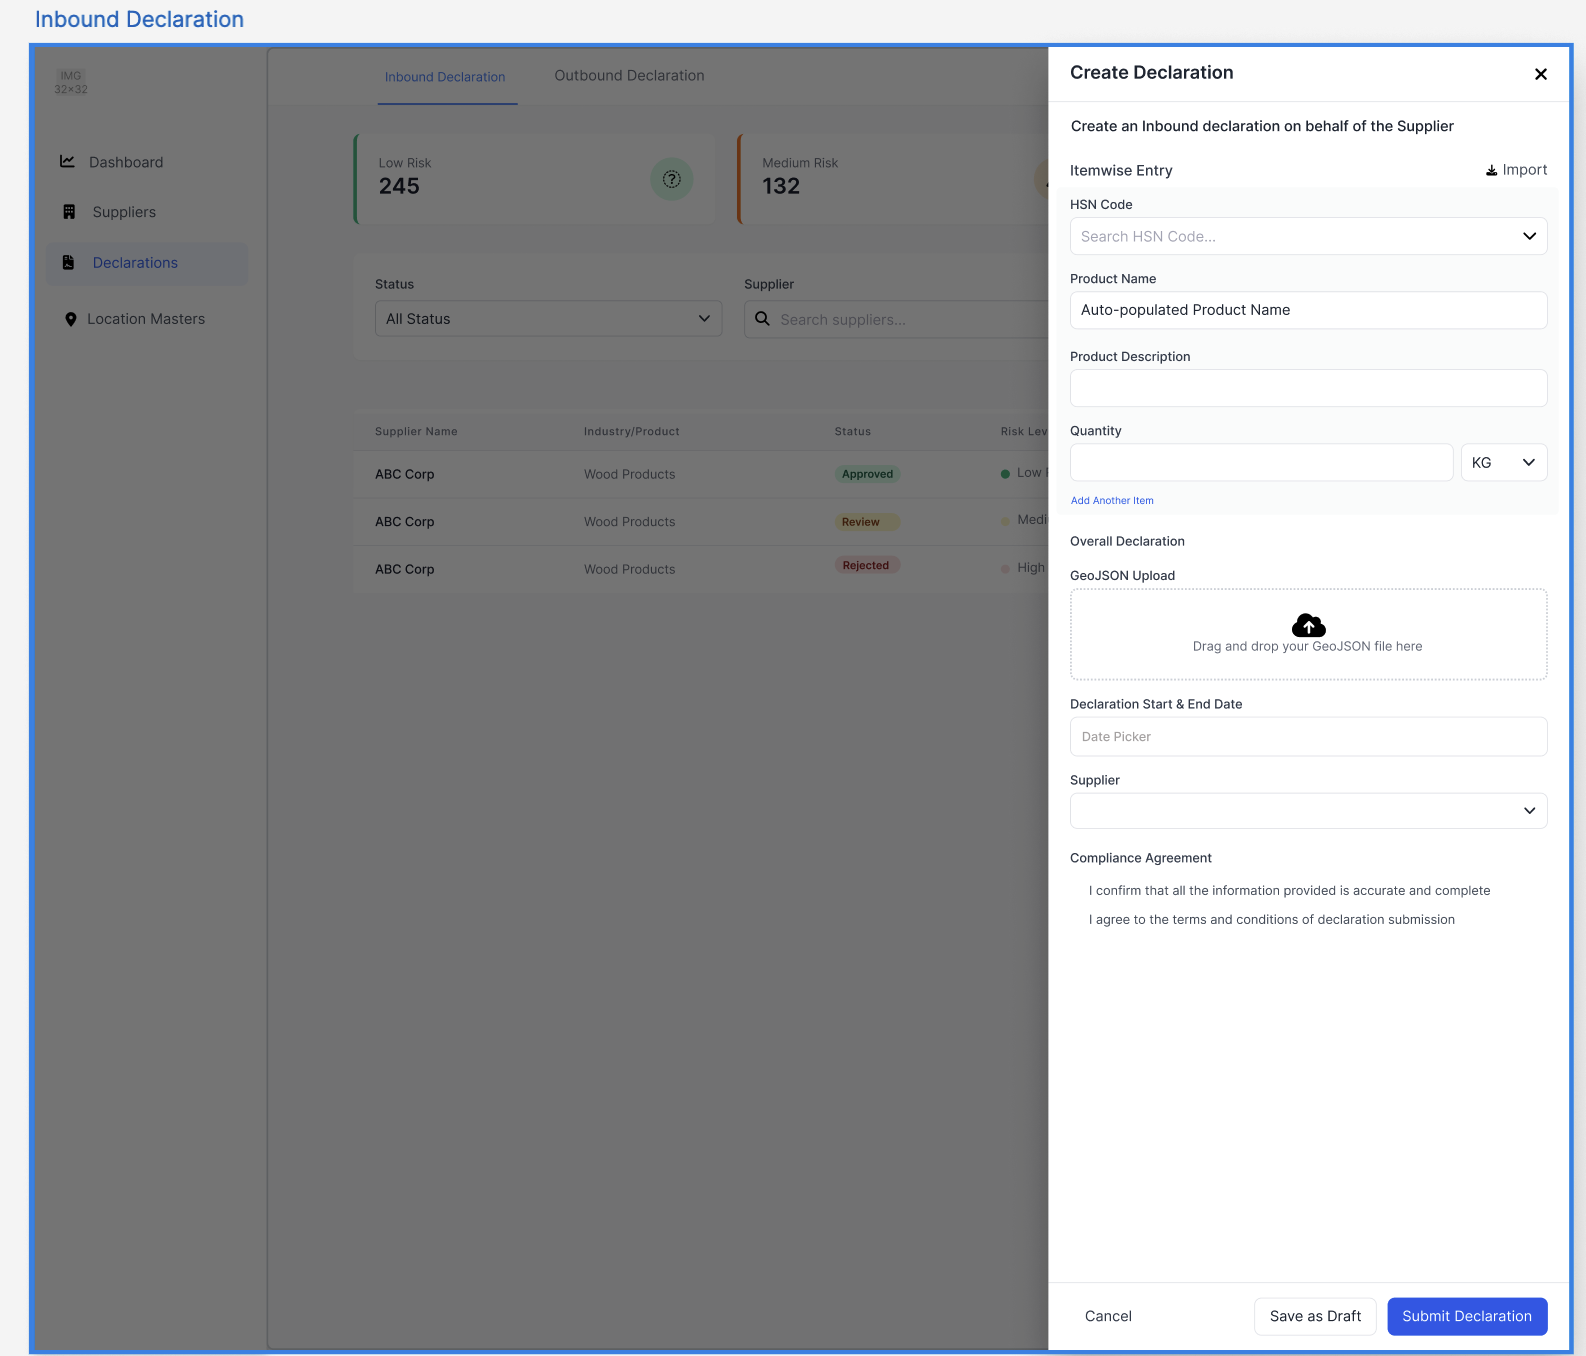 Inbound Declaration
IMG
32×32
Dashboard
Suppliers
Declarations
Location Masters
Inbound Declaration
Outbound Declaration
Low Risk
245
Medium Risk
132
Status
All Status
Supplier
Search suppliers...
Supplier Name Industry/Product Status Risk Lev
ABC Corp Wood Products Approved Low
ABC Corp Wood Products Review Medi
ABC Corp Wood Products Rejected High
Create Declaration
Create an Inbound declaration on behalf of the Supplier
Itemwise Entry
Import
HSN Code
Search HSN Code...
Product Name
Auto-populated Product Name
Product Description
Quantity
KG
Add Another Item
Overall Declaration
GeoJSON Upload
Drag and drop your GeoJSON file here
Declaration Start & End Date
Date Picker
Supplier
Compliance Agreement
I confirm that all the information provided is accurate and complete
I agree to the terms and conditions of declaration submission
Cancel
Save as Draft
Submit Declaration